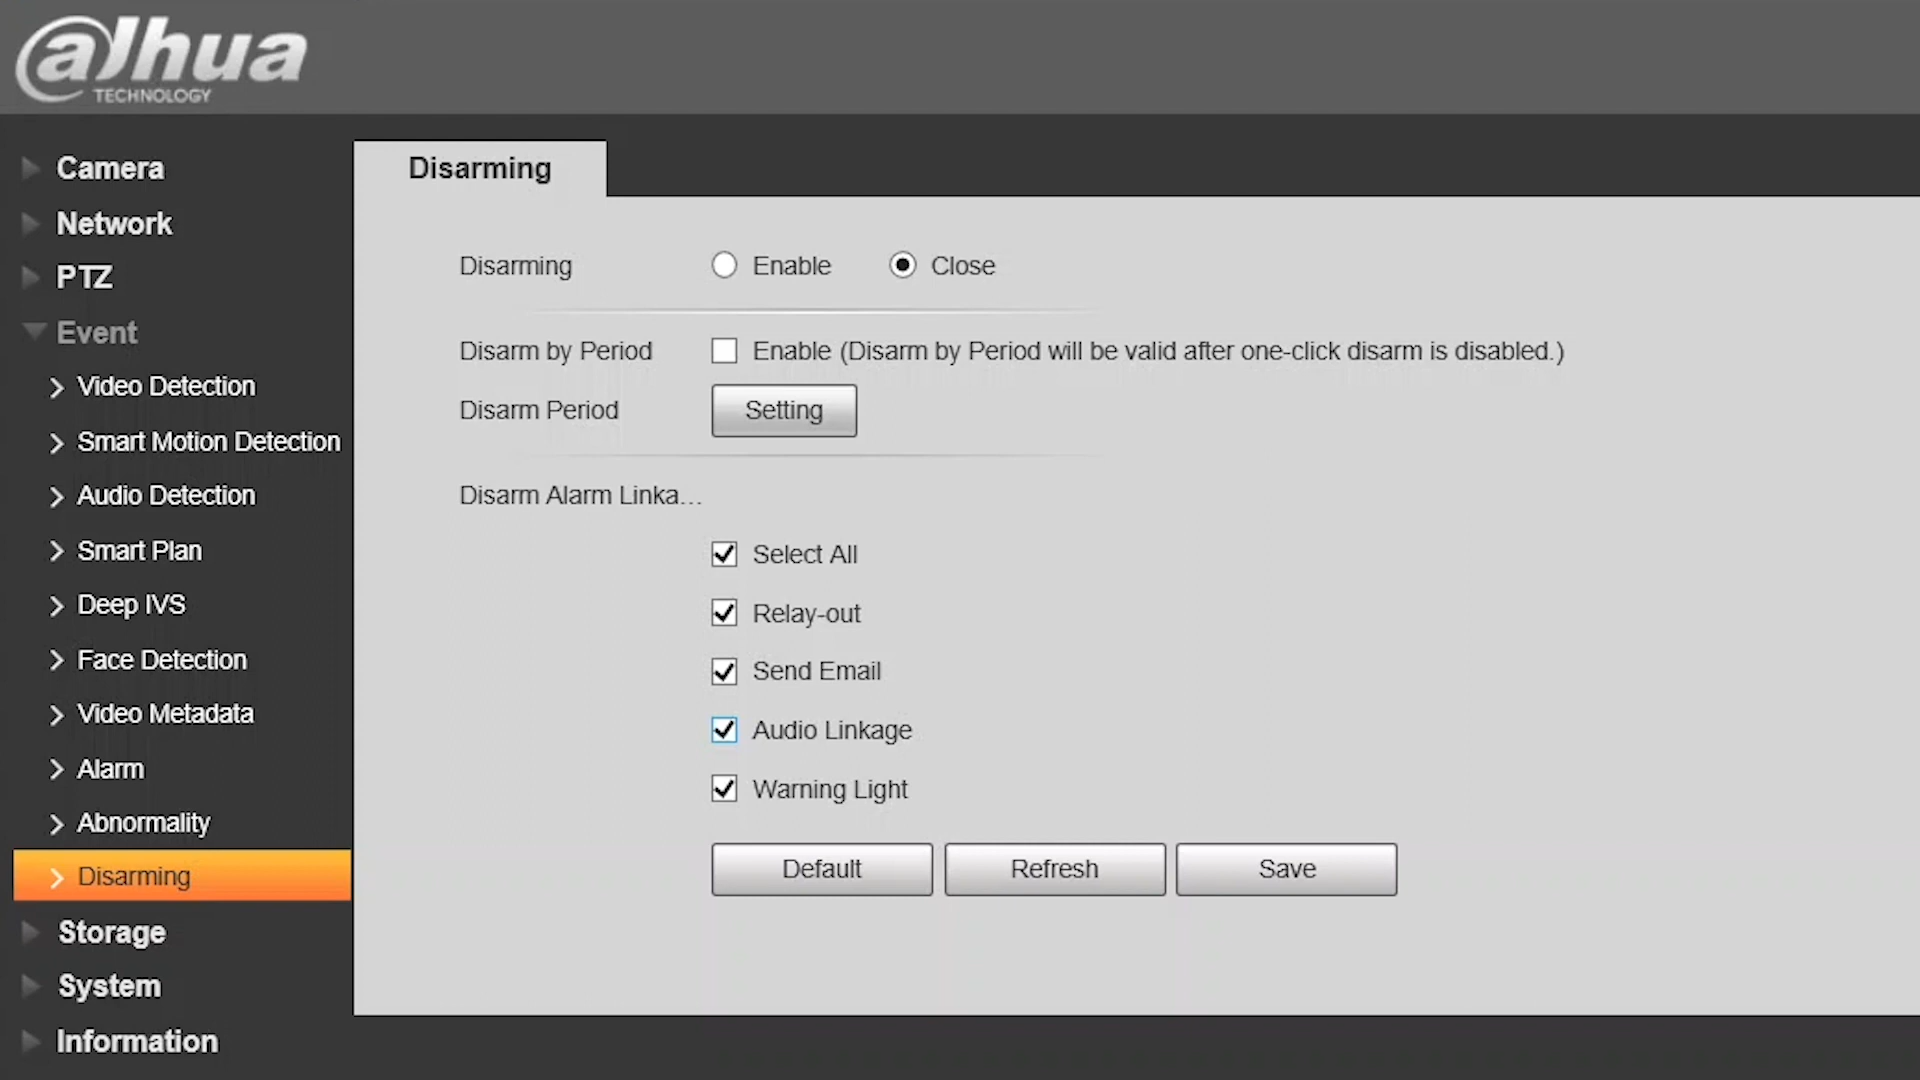 alhua
TECHNOLOGY
Camera
Network
PTZ
Event
Video Detection
Smart Motion Detection
Audio Detection
Smart Plan
Deep IVS
Face Detection
Video Metadata
Alarm
Abnormality
Disarming
Storage
System
Information
Disarming
Disarming Enable Close
Disarm by Period Enable (Disarm by Period will be valid after one-click disarm is disabled.)
Disarm Period Setting
Disarm Alarm Linka...
Select All
Relay-out
Send Email
Audio Linkage
Warning Light
Default Refresh Save